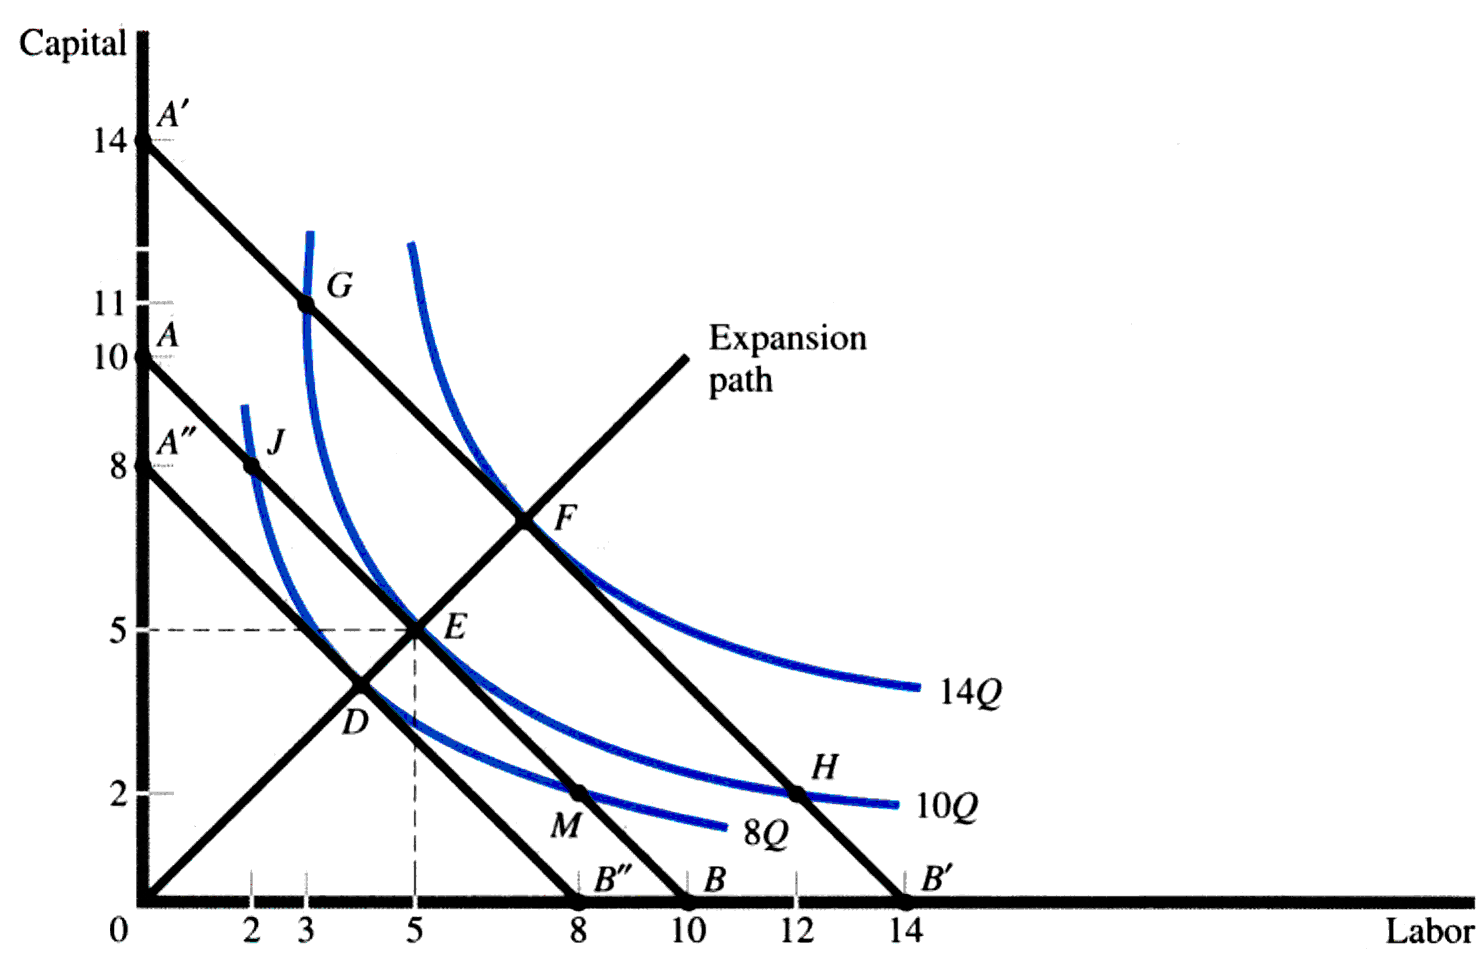 Capital
A′
14
G
11
A
10
Expansion
path
A″
J
8
F
5
E
14Q
D
H
2
10Q
M
8Q
B″
B
B′
0 2 3 5 8 10 12 14
Labor